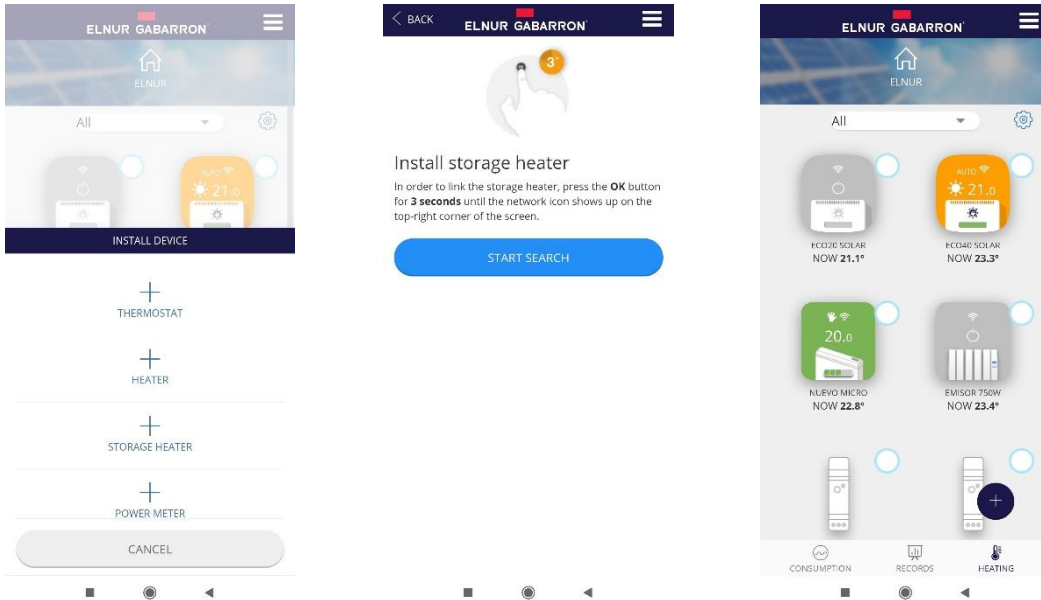 ELNUR GABARRON
ELNUR
All
AUTO
21.0
INSTALL DEVICE
THERMOSTAT
HEATER
STORAGE HEATER
POWER METER
CANCEL
BACK
ELNUR GABARRON
3"
Install storage heater
In order to link the storage heater, press the OK button
for 3 seconds until the network icon shows up on the
top-right corner of the screen.
START SEARCH
ELNUR GABARRON
ELNUR
All
AUTO
21.0
ECO20 SOLAR
NOW 21.1°
ECO40 SOLAR
NOW 23.3°
20.0
NUEVO MICRO
NOW 22.8°
EMISOR 750W
NOW 23.4°
CONSUMPTION
RECORDS
HEATING